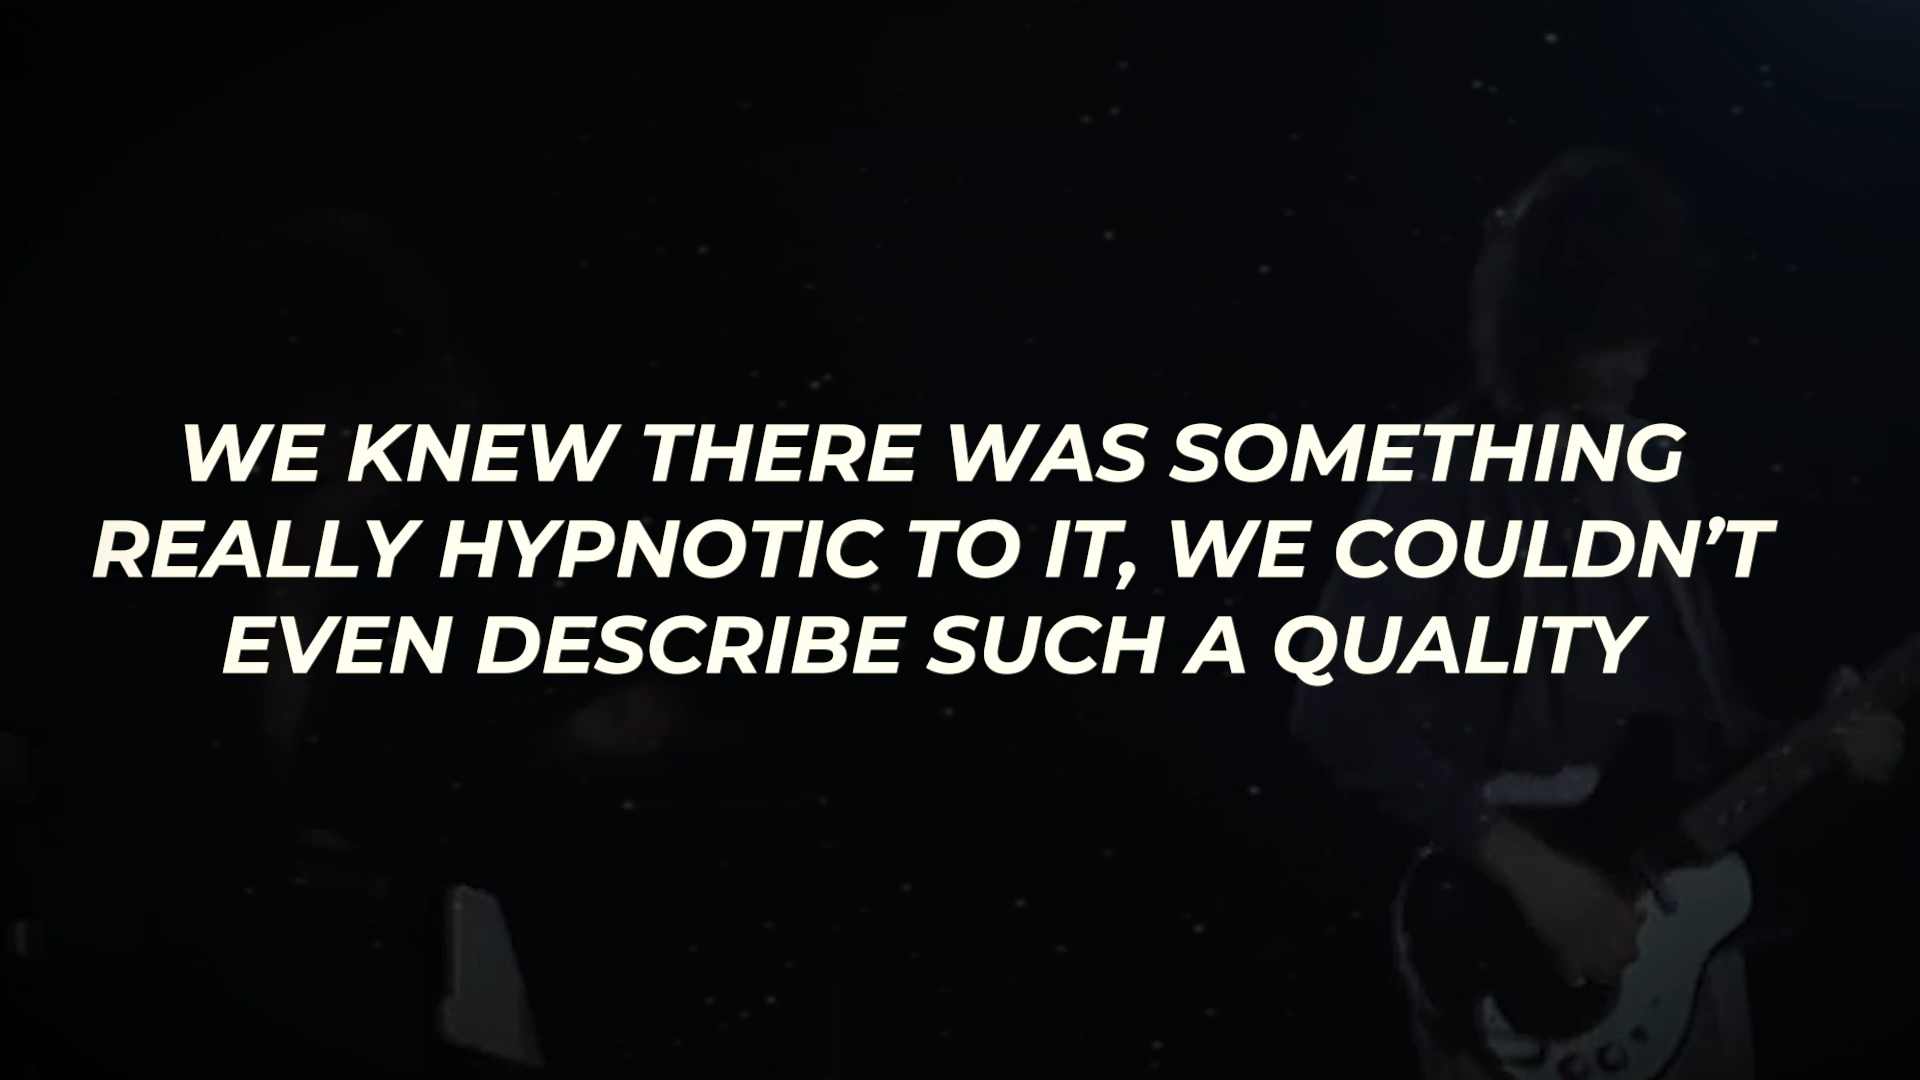 WE KNEW THERE WAS SOMETHING
REALLY HYPNOTIC TO IT, WE COULDN’T
EVEN DESCRIBE SUCH A QUALITY